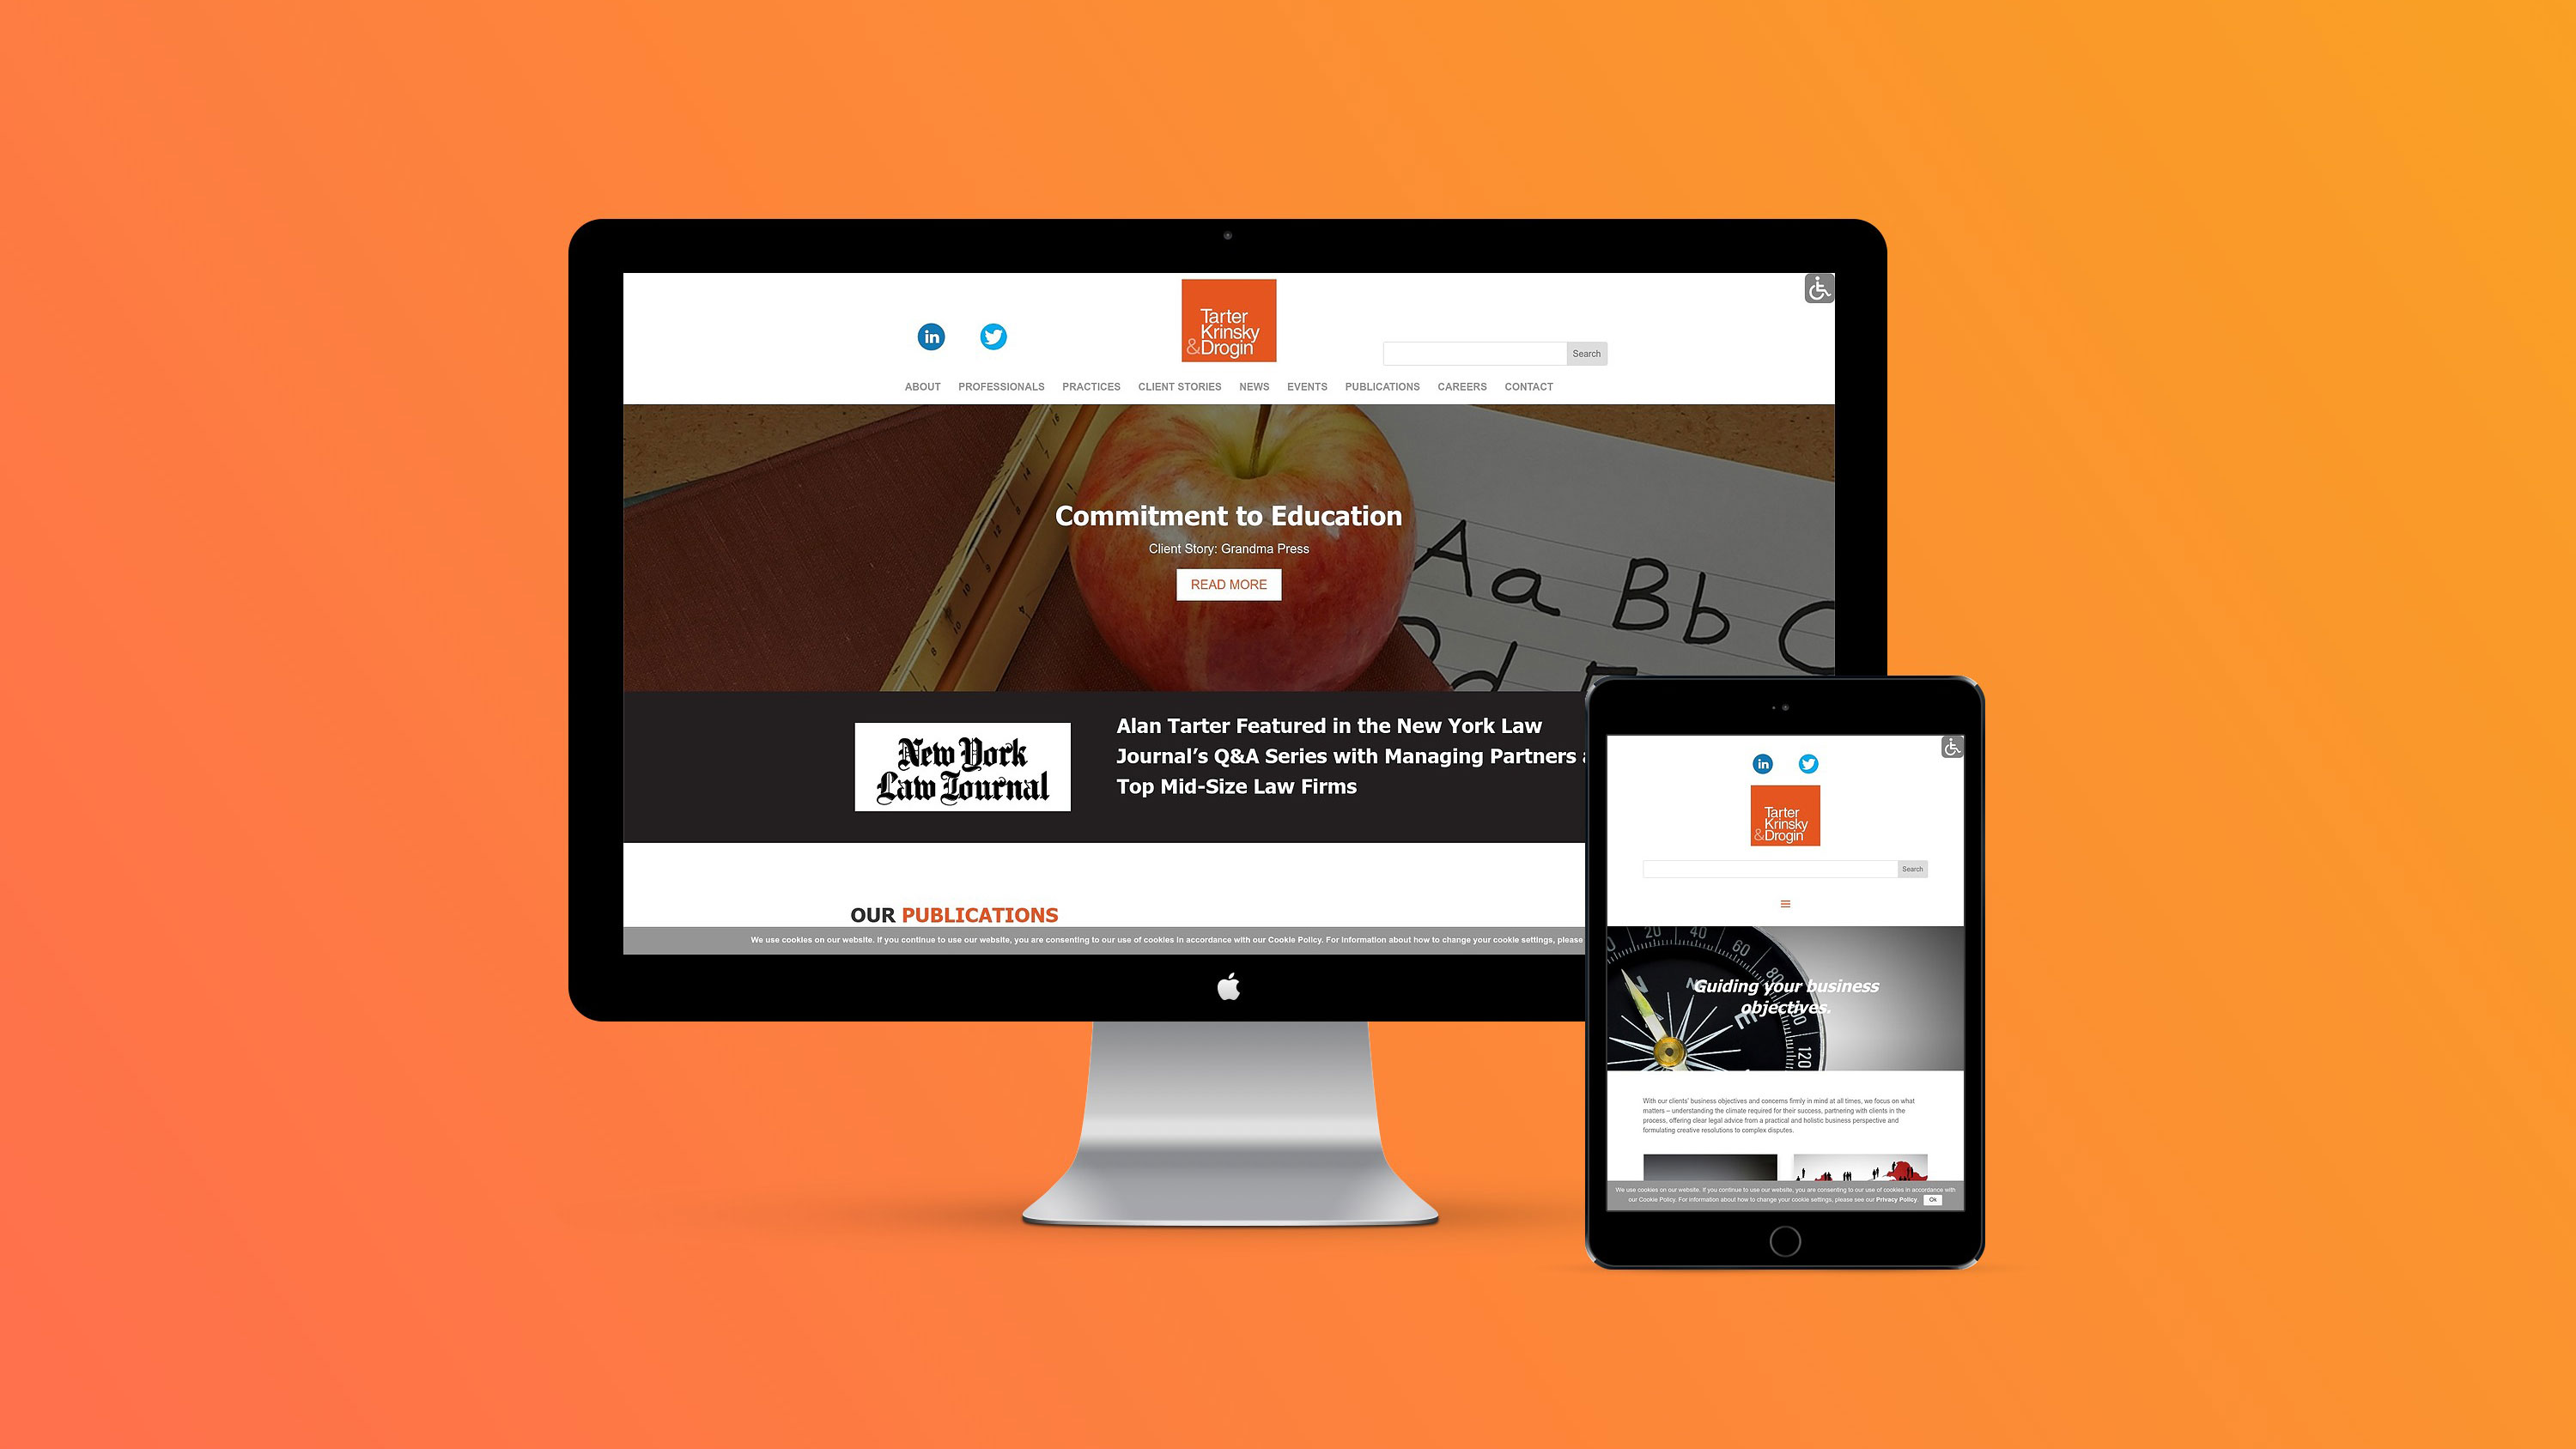 in
Tarter
Krinsky
&Drogin
Search
ABOUT PROFESSIONALS PRACTICES CLIENT STORIES NEWS EVENTS PUBLICATIONS CAREERS CONTACT
Commitment to Education
Client Story: Grandma Press
READ MORE
Aa Bb
New York
Law Journal
Alan Tarter Featured in the New York Law
Journal’s Q&A Series with Managing Partners
Top Mid-Size Law Firms
OUR PUBLICATIONS
We use cookies on our website. If you continue to use our website, you are consenting to our use of cookies in accordance with our Cookie Policy. For information about how to change your cookie settings, please
in
Tarter
Krinsky
&Drogin
Search
20 40 60 80 100 120
N N E
Guiding your business
objectives.
With our clients’ business objectives and concerns firmly in mind at all times, we focus on what
matters – understanding the climate required for their success, partnering with clients in the
process, offering clear legal advice from a practical and holistic business perspective and
formulating creative resolutions to complex disputes.
We use cookies on our website. If you continue to use our website, you are consenting to our use of cookies in accordance with
our Cookie Policy. For information about how to change your cookie settings, please see our Privacy Policy. Ok